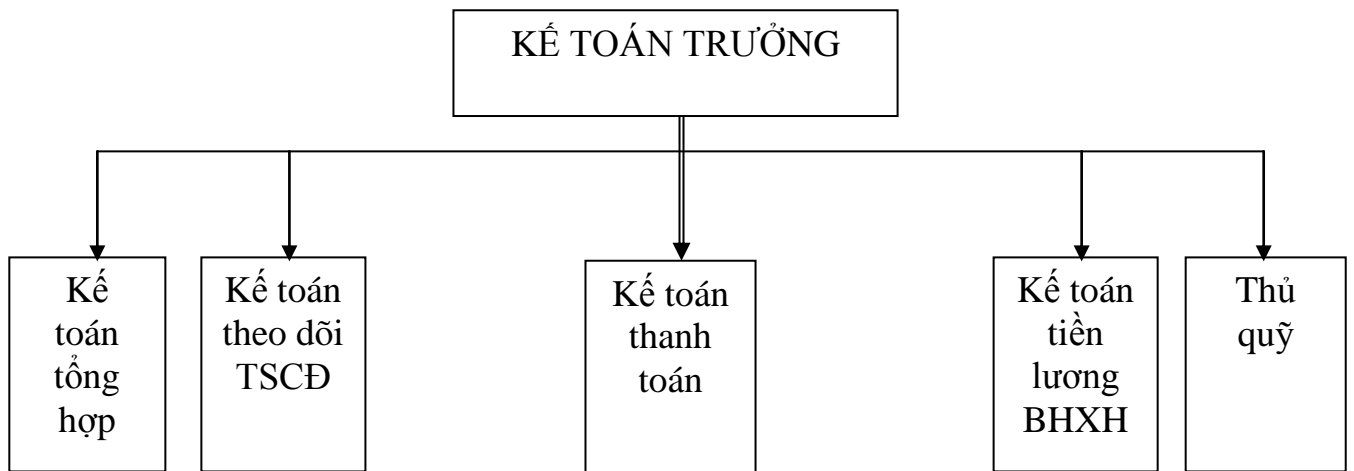 KẾ TOÁN TRƯỞNG
Kế
toán
tổng
hợp
Kế toán
theo dõi
TSCĐ
Kế toán
thanh
toán
Kế toán
tiền
lương
BHXH
Thủ
quỹ